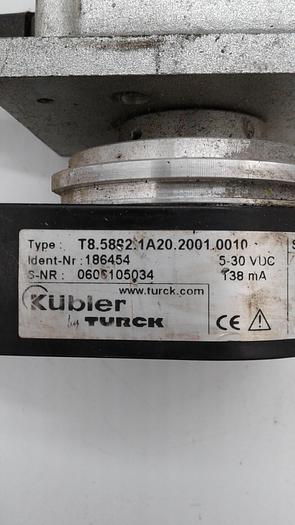 Type : T8.5882.1A20.2001.0010
Ident-Nr : 186454 5-30 VDC
S-NR : 0606105034 138 mA
www.turck.com
Kübler
by TURCK
CE